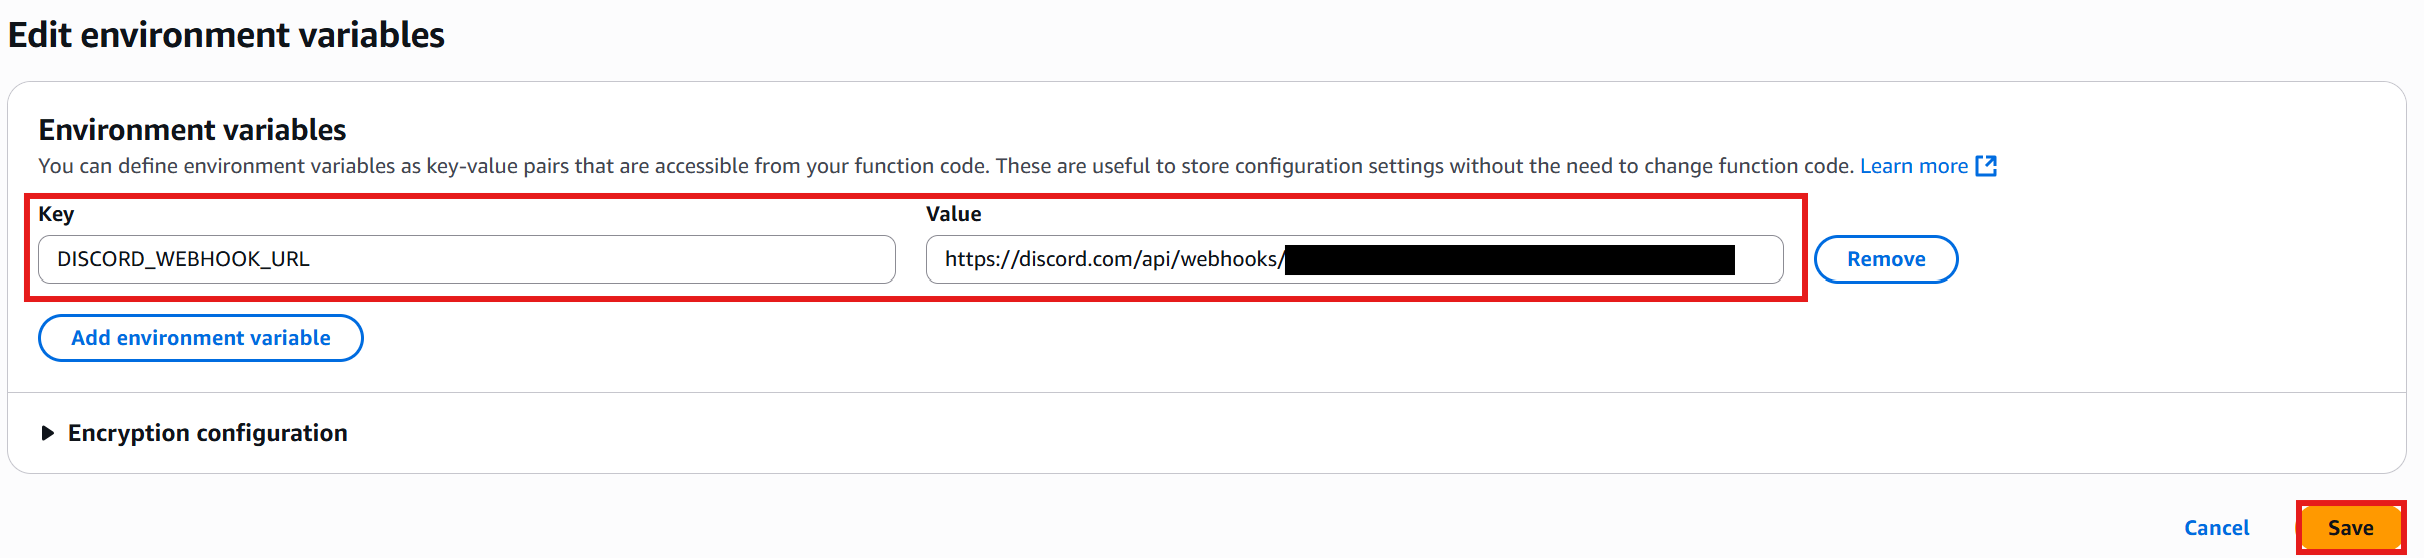 Edit environment variables
Environment variables
You can define environment variables as key-value pairs that are accessible from your function code. These are useful to store configuration settings without the need to change function code. Learn more
Key Value
DISCORD_WEBHOOK_URL https://discord.com/api/webhooks/ Remove
Add environment variable
Encryption configuration
Cancel Save